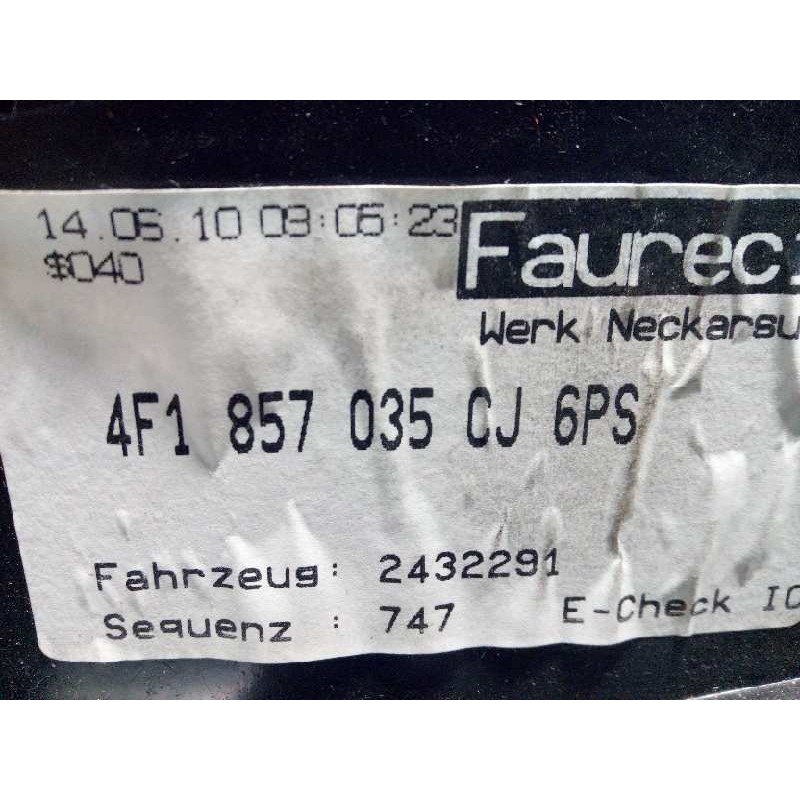 14.06.10 03:06:23
$040
Faureci
Werk Neckarsu
4F1 857 035 CJ 6PS
Fahrzeug: 2432291
Sequenz : 747
E-Check IO